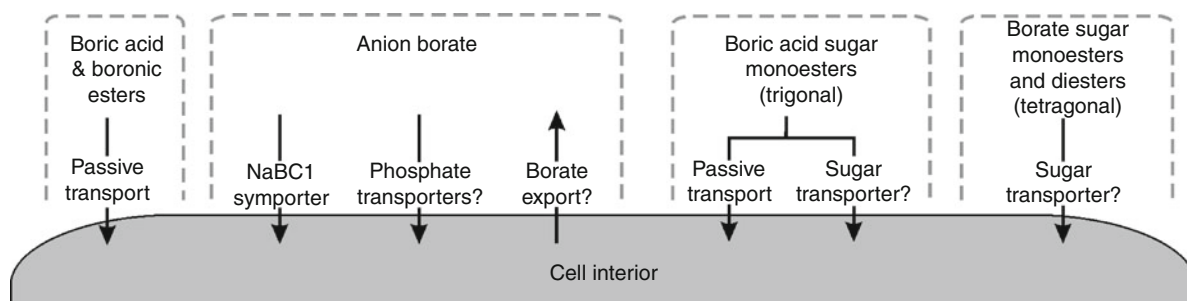 Boric acid
& boronic
esters
Passive
transport
Anion borate
NaBC1
symporter
Phosphate
transporters?
Borate
export?
Boric acid sugar
monoesters
(trigonal)
Passive
transport
Sugar
transporter?
Borate sugar
monoesters
and diesters
(tetragonal)
Sugar
transporter?
Cell interior